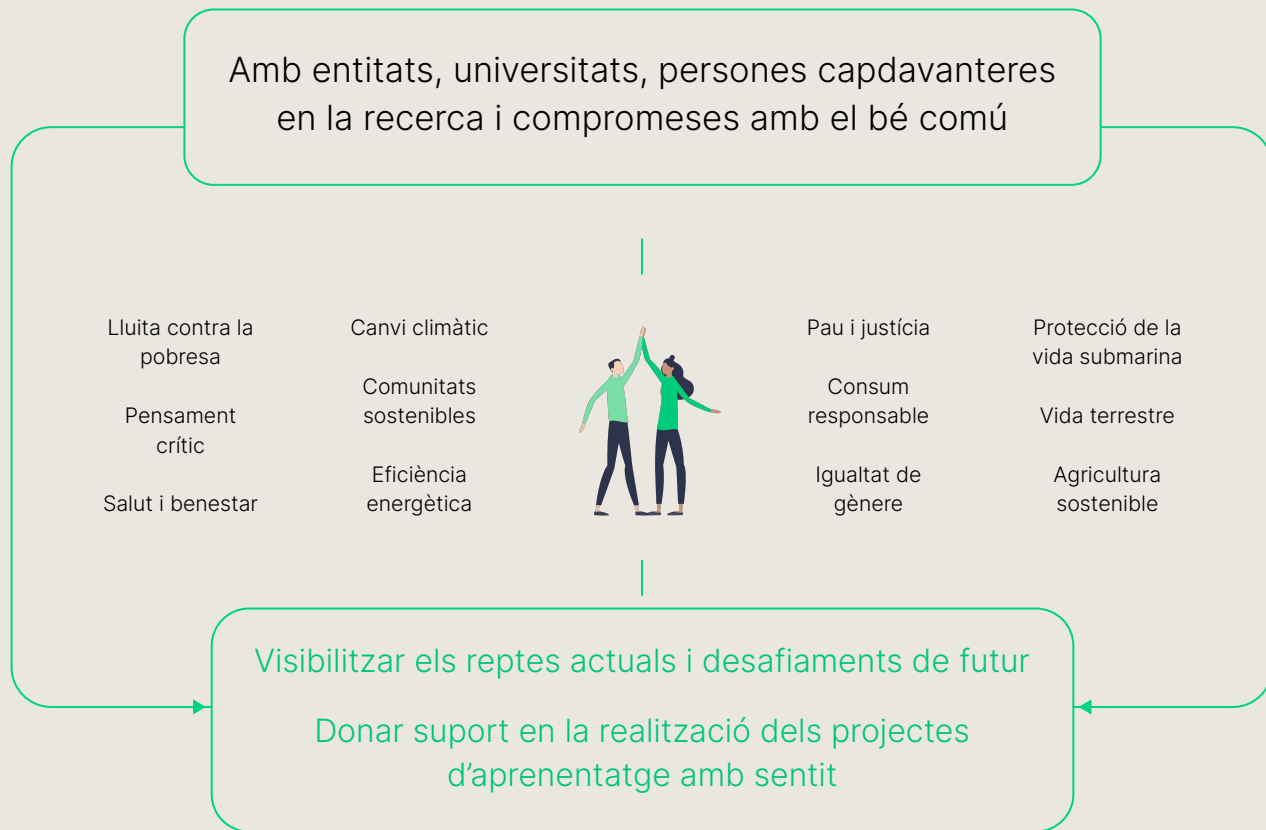 Amb entitats, universitats, persones capdavanteres
en la recerca i compromeses amb el bé comú
Lluita contra la
pobresa
Pensament
crític
Salut i benestar
Canvi climàtic
Comunitats
sostenibles
Eficiència
energètica
Pau i justícia
Consum
responsable
Igualtat de
gènere
Protecció de la
vida submarina
Vida terrestre
Agricultura
sostenible
Visibilitzar els reptes actuals i desafiaments de futur
Donar suport en la realització dels projectes
d'aprenentatge amb sentit